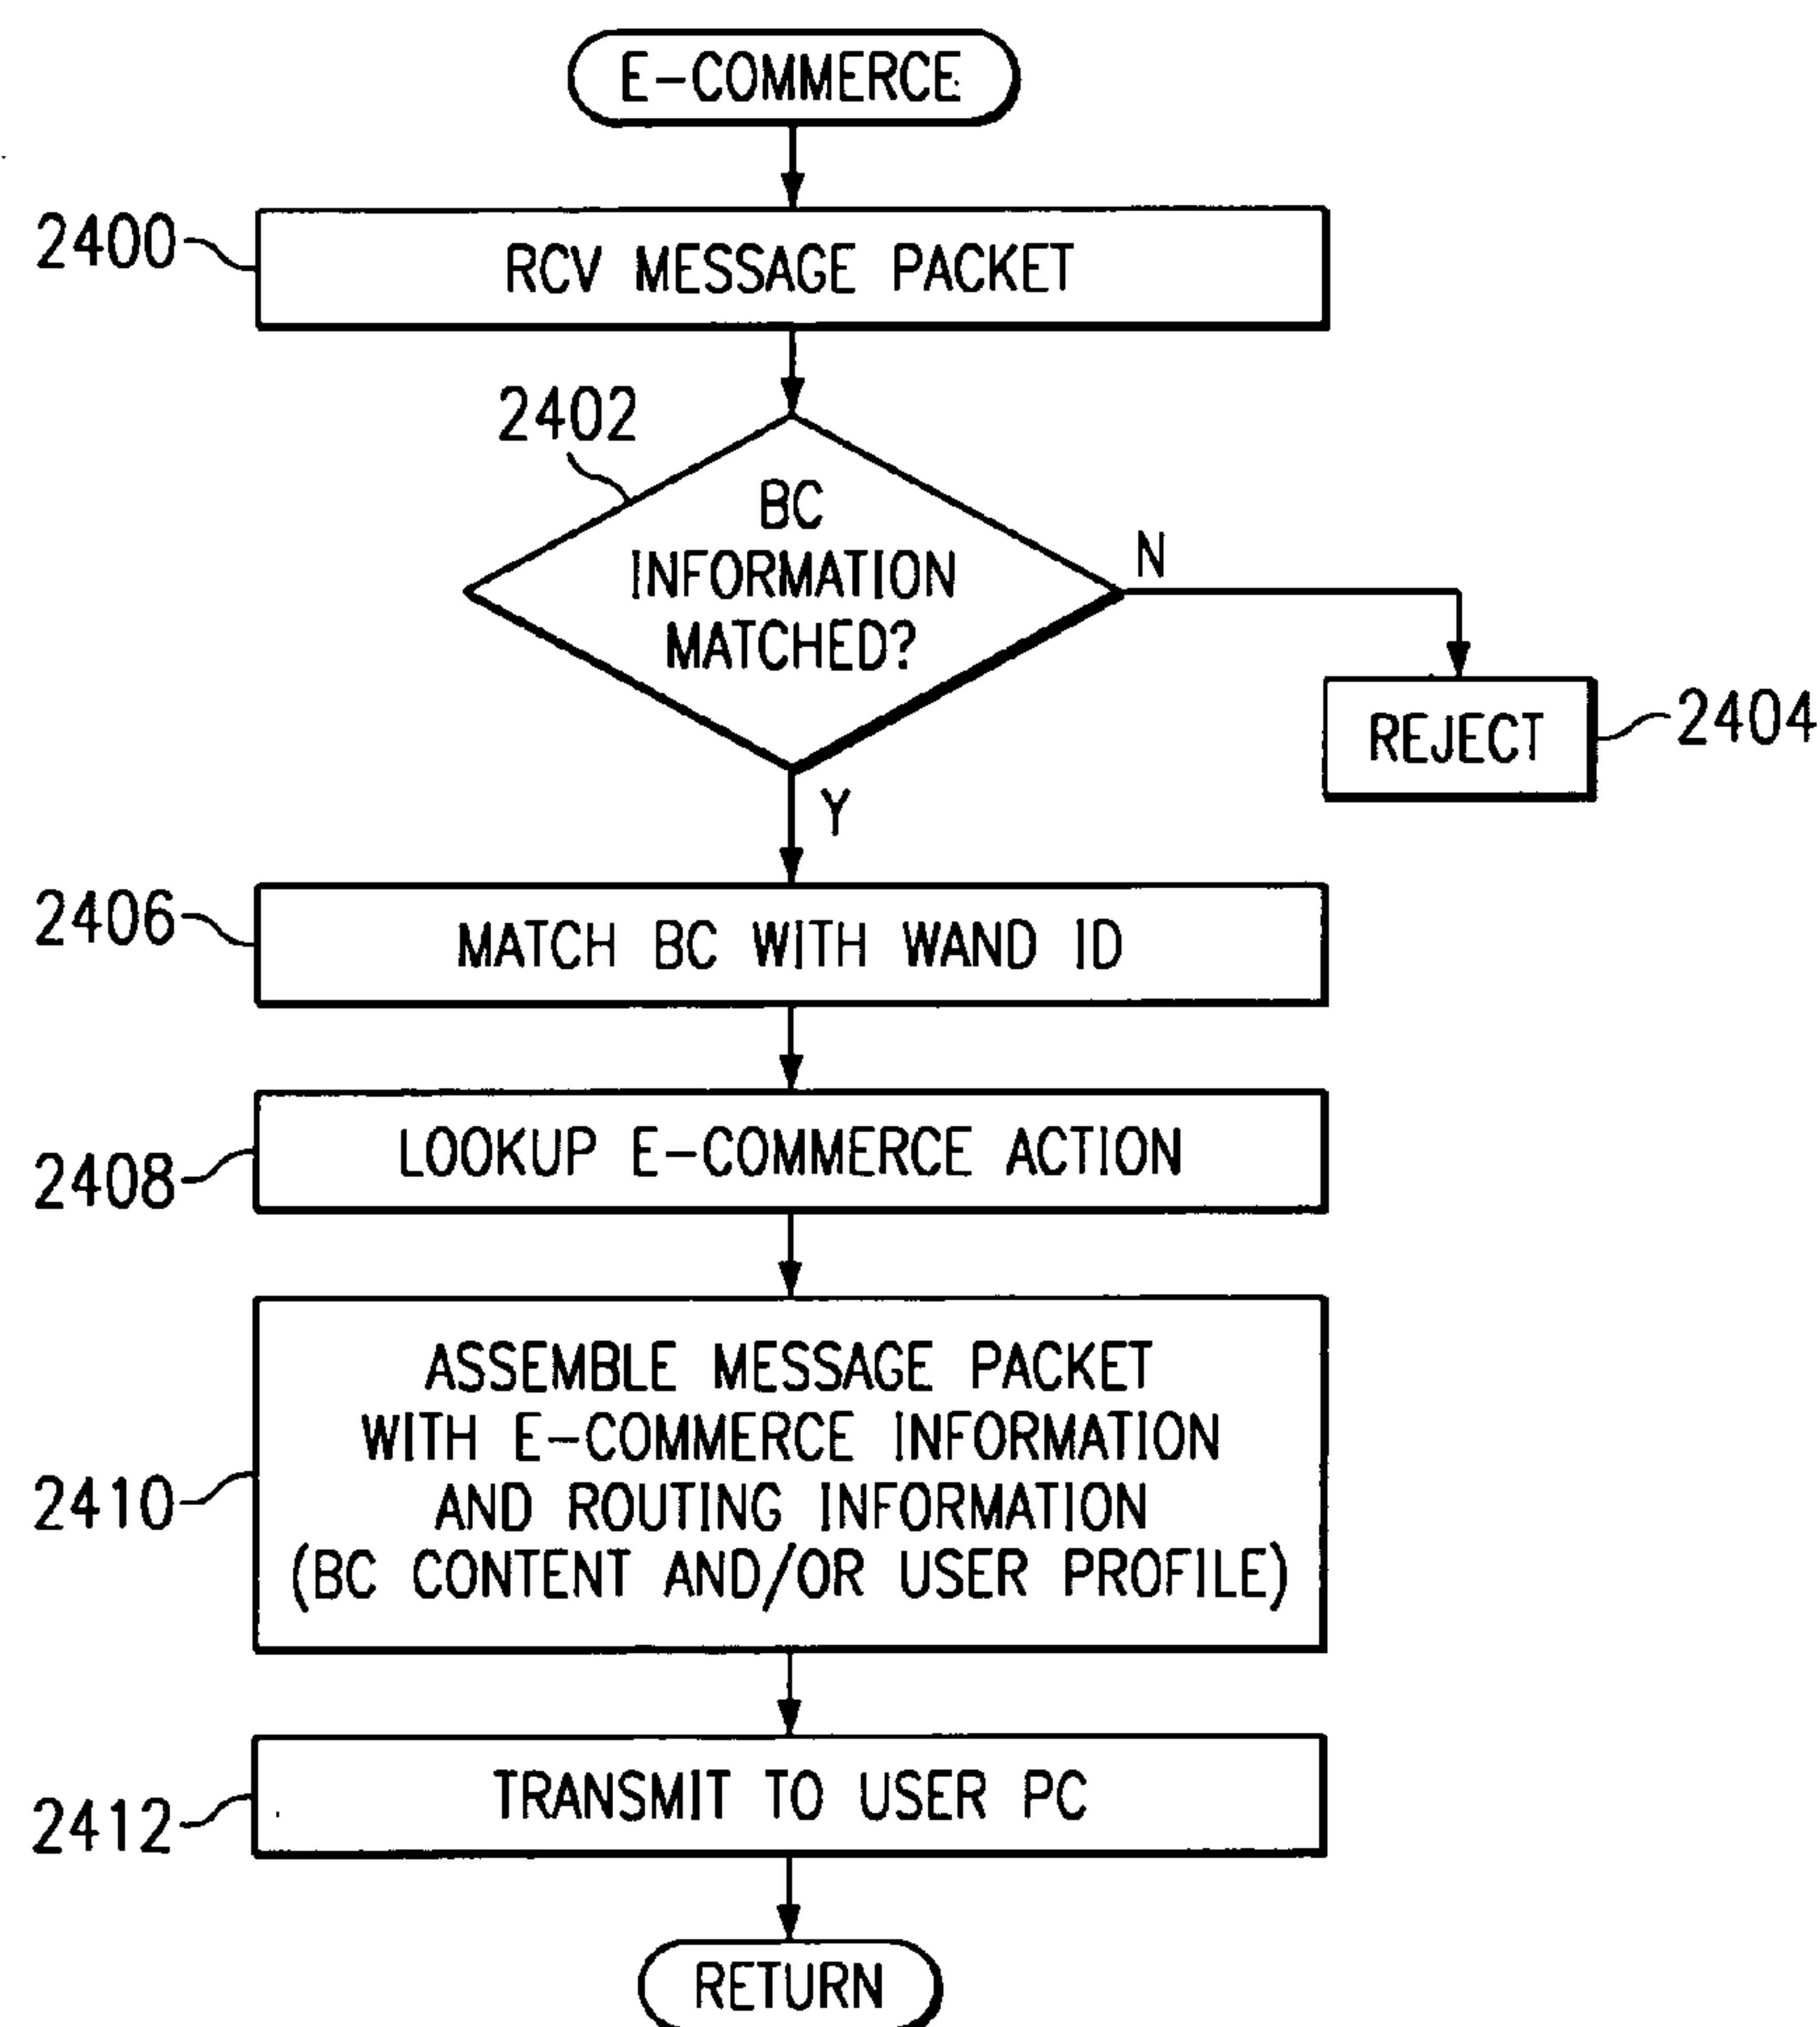 E-COMMERCE
2400
RCV MESSAGE PACKET
2402
BC
INFORMATION
MATCHED?
N
REJECT
2404
Y
2406
MATCH BC WITH WAND ID
2408
LOOKUP E-COMMERCE ACTION
2410
ASSEMBLE MESSAGE PACKET
WITH E-COMMERCE INFORMATION
AND ROUTING INFORMATION
(BC CONTENT AND/OR USER PROFILE)
2412
TRANSMIT TO USER PC
RETURN